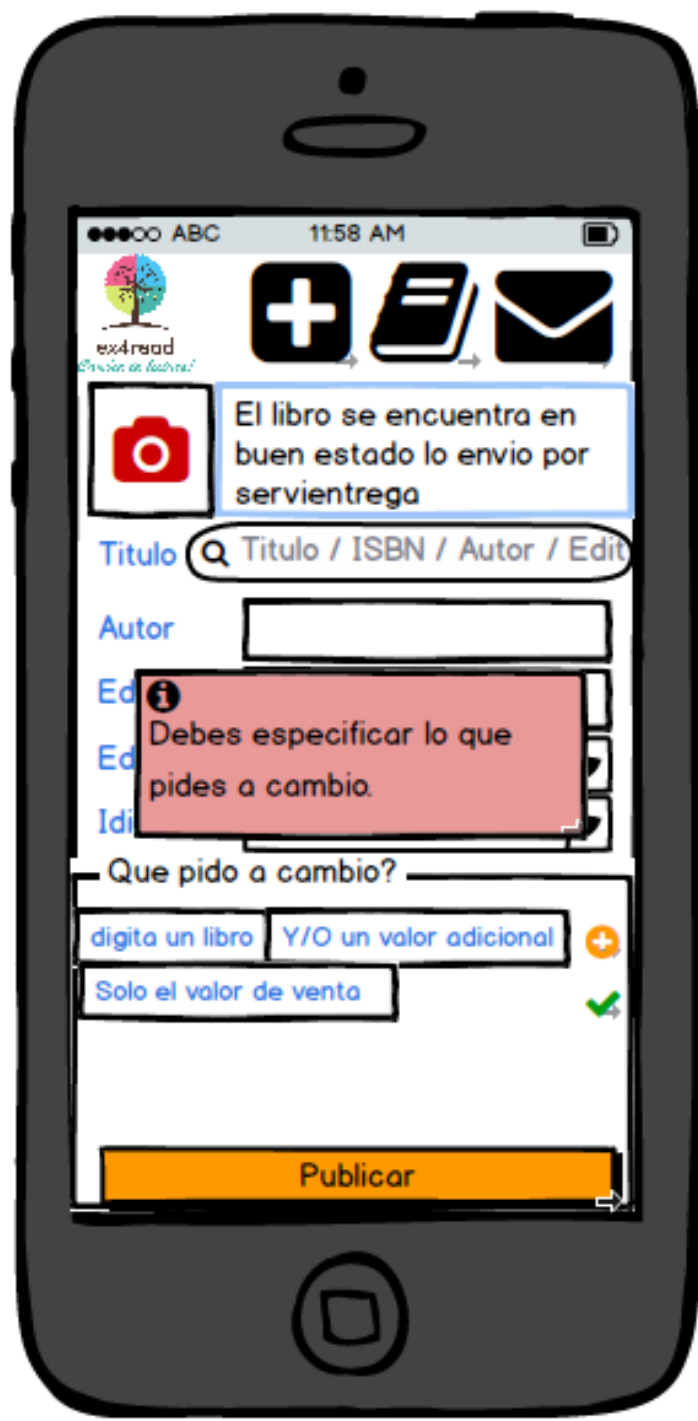 ABC 11:58 AM
ex4read
El libro se encuentra en
buen estado lo envio por
servientrega
Titulo Titulo / ISBN / Autor / Edit
Autor
Ed
Debes especificar lo que
Ed
pides a cambio.
Idi
Que pido a cambio?
digita un libro Y/O un valor adicional
Solo el valor de venta
Publicar